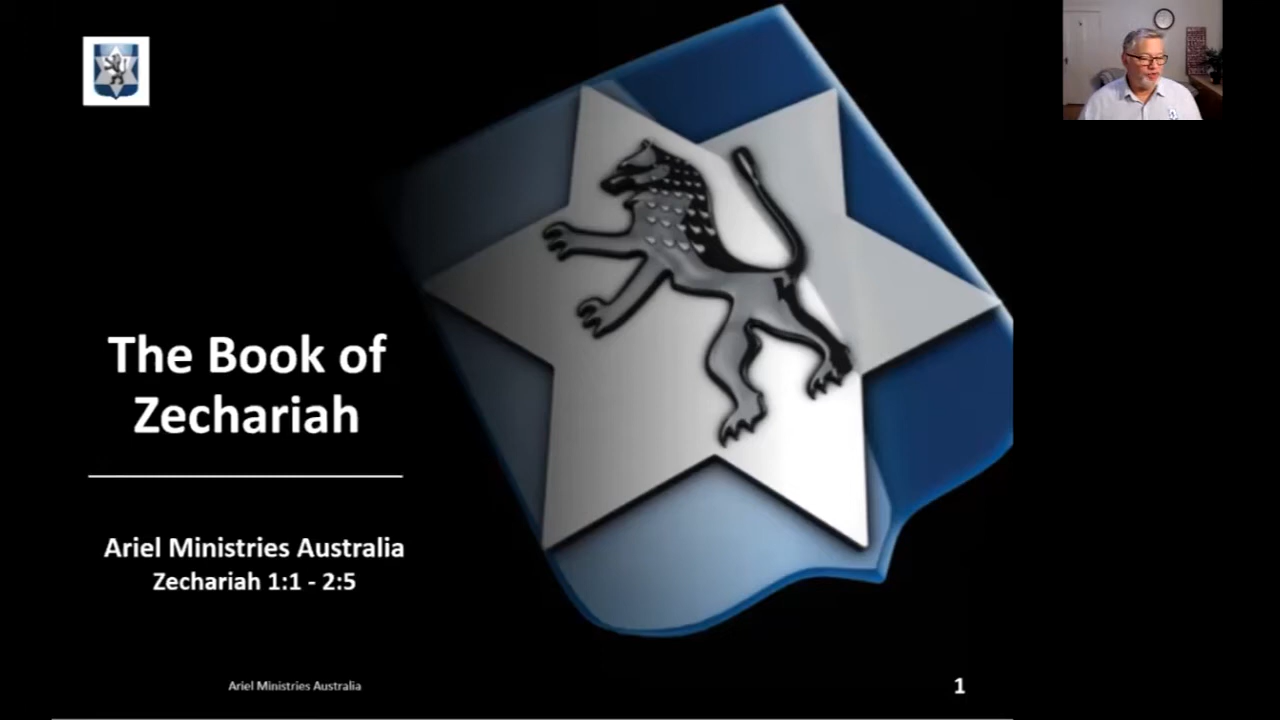 The Book of
Zechariah
Ariel Ministries Australia
Zechariah 1:1 - 2:5
Ariel Ministries Australia
1